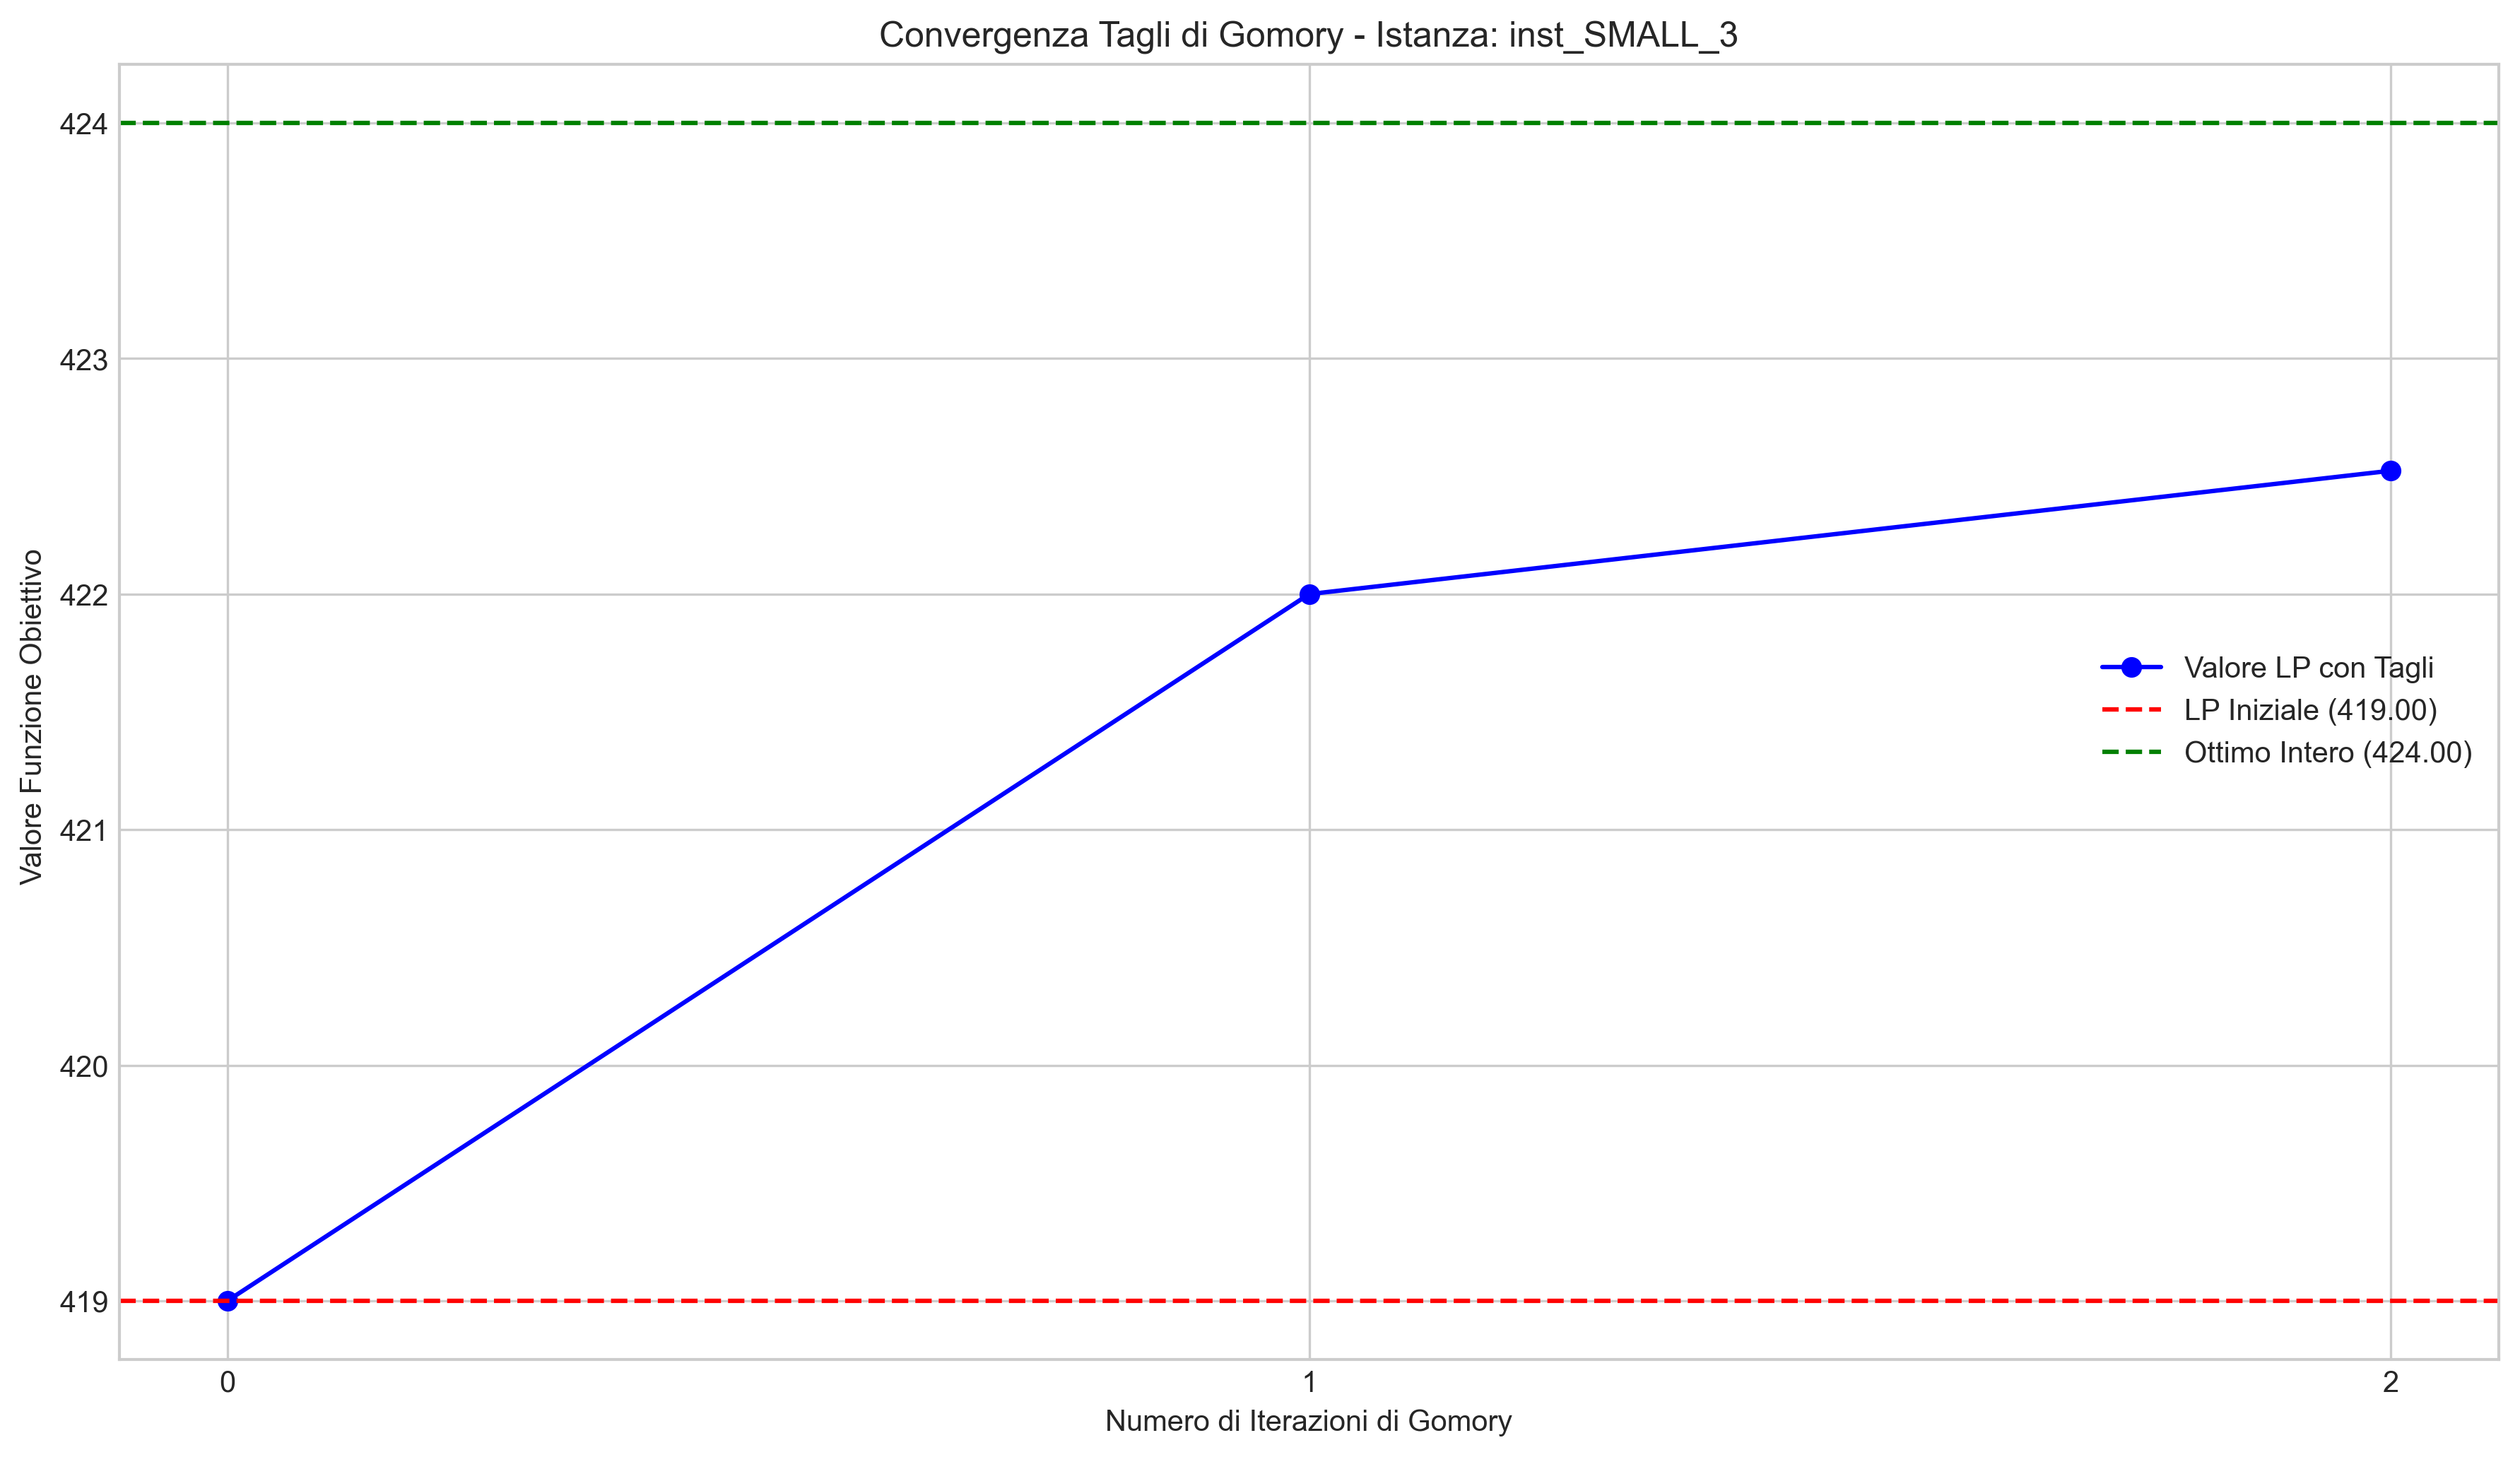 Convergenza Tagli di Gomory - Istanza: inst_SMALL_3
Valore Funzione Obiettivo
424
423
422
421
420
419
Valore LP con Tagli
LP Iniziale (419.00)
Ottimo Intero (424.00)
0
1
2
Numero di Iterazioni di Gomory